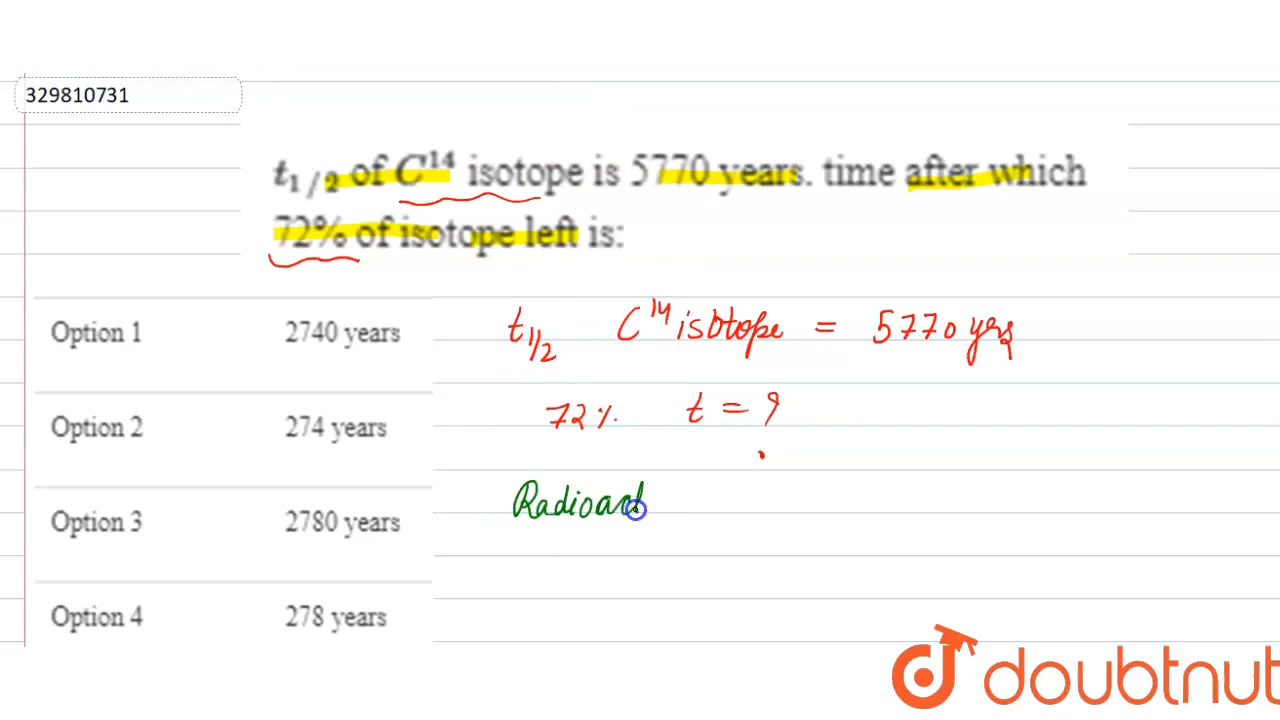 329810731
t1/2 of C14 isotope is 5770 years. time after which
72% of isotope left is:
Option 1 2740 years
Option 2 274 years
Option 3 2780 years
Option 4 278 years
t1/2 C14 isotope = 5770 yrs
72% t = ?
Radioact
doubtnut